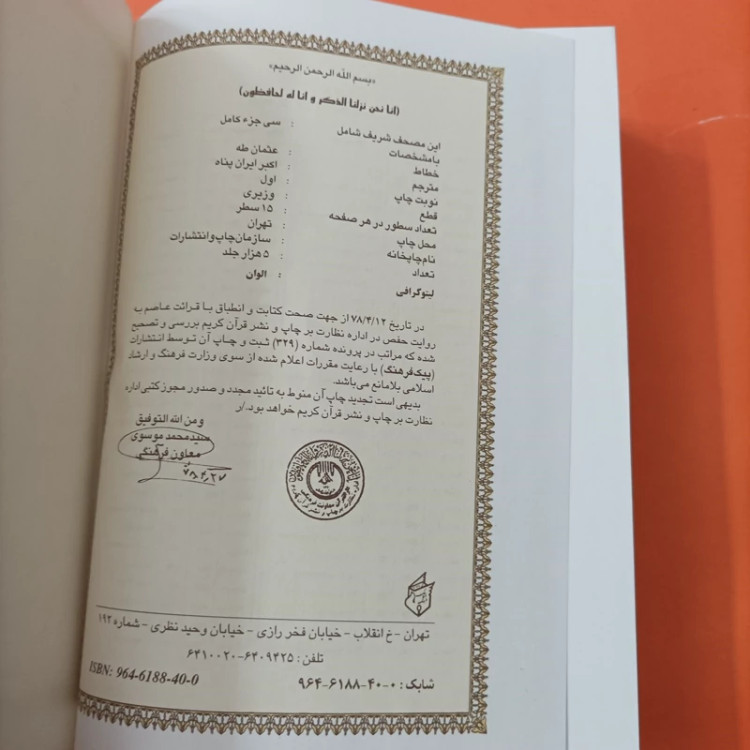 «بسم الله الرحمن الرحیم»
(انا نحن نزلنا الذکر و انا له لحافظون)
این مصحف شریف شامل : سی جزء کامل
بامشخصات
خطاط : عثمان طه
مترجم : اکبر ایران پناه
نوبت چاپ : اول
قطع : وزیری
تعداد سطور در هر صفحه : ۱۵ سطر
محل چاپ : تهران
نام چاپخانه : سازمان چاپ و انتشارات
تعداد : ۵ هزار جلد
لیتوگرافی : الوان
در تاریخ ۷۸/۴/۱۲ از جهت صحت کتابت و انطباق با قرائت عاصم به
روایت حفص در اداره نظارت بر چاپ و نشر قرآن کریم بررسی و تصحیح
شده که مراتب در پرونده شماره (۳۲۹) ثبت و چاپ آن توسط انتشارات
(پیک فرهنگ) با رعایت مقررات اعلام شده از سوی وزارت فرهنگ و ارشاد
اسلامی بلامانع می‌باشد.
بدیهی است تجدید چاپ آن منوط به تائید مجدد و صدور مجوز کتبی اداره
نظارت بر چاپ و نشر قرآن کریم خواهد بود./ر
ومن الله التوفیق
سید محمد موسوی
معاون فرهنگی
۷۸،۴،۲۷
تهران - خ انقلاب - خیابان فخر رازی - خیابان وحید نظری - شماره ۱۹۲
تلفن : ۶۴۰۹۴۲۵-۶۴۱۰۰۲۰
شابک : ۰-۴۰-۶۱۸۸-۹۶۴
ISBN: 964-6188-40-0